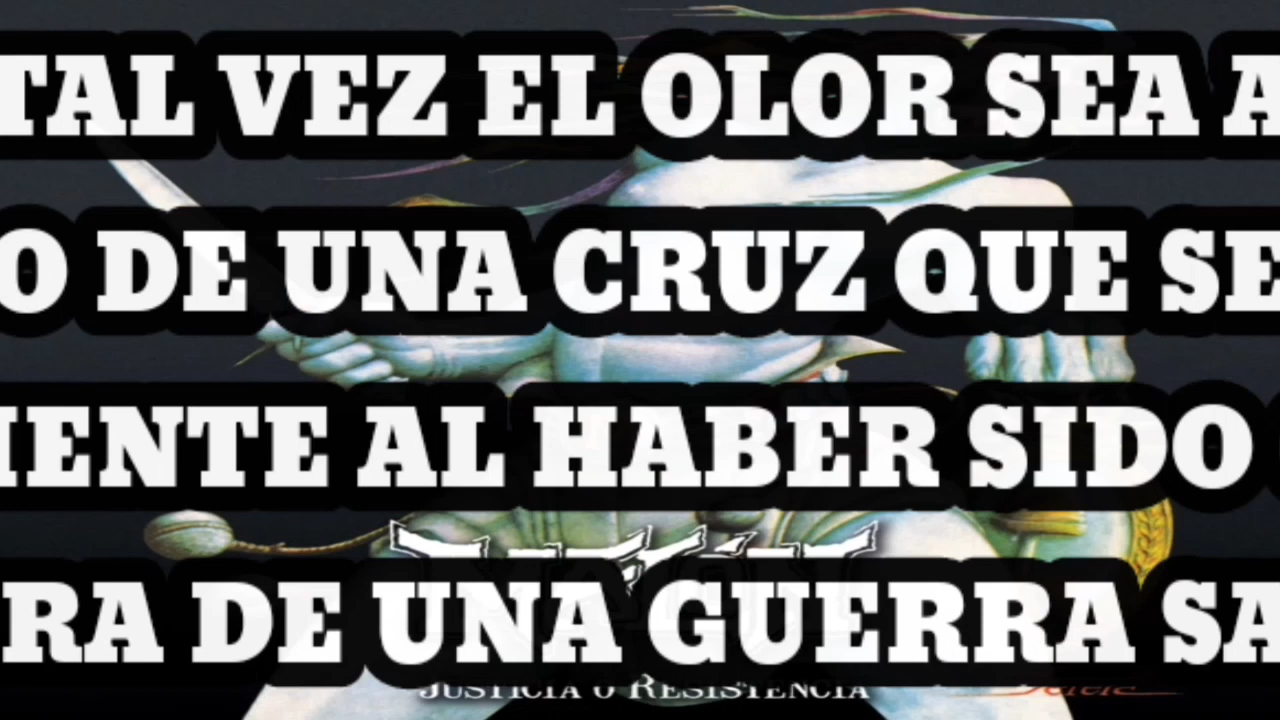 TAL VEZ EL OLOR SEA A
O DE UNA CRUZ QUE SE
IENTE AL HABER SIDO
RA DE UNA GUERRA SA
JUSTICIA O RESISTENCIA